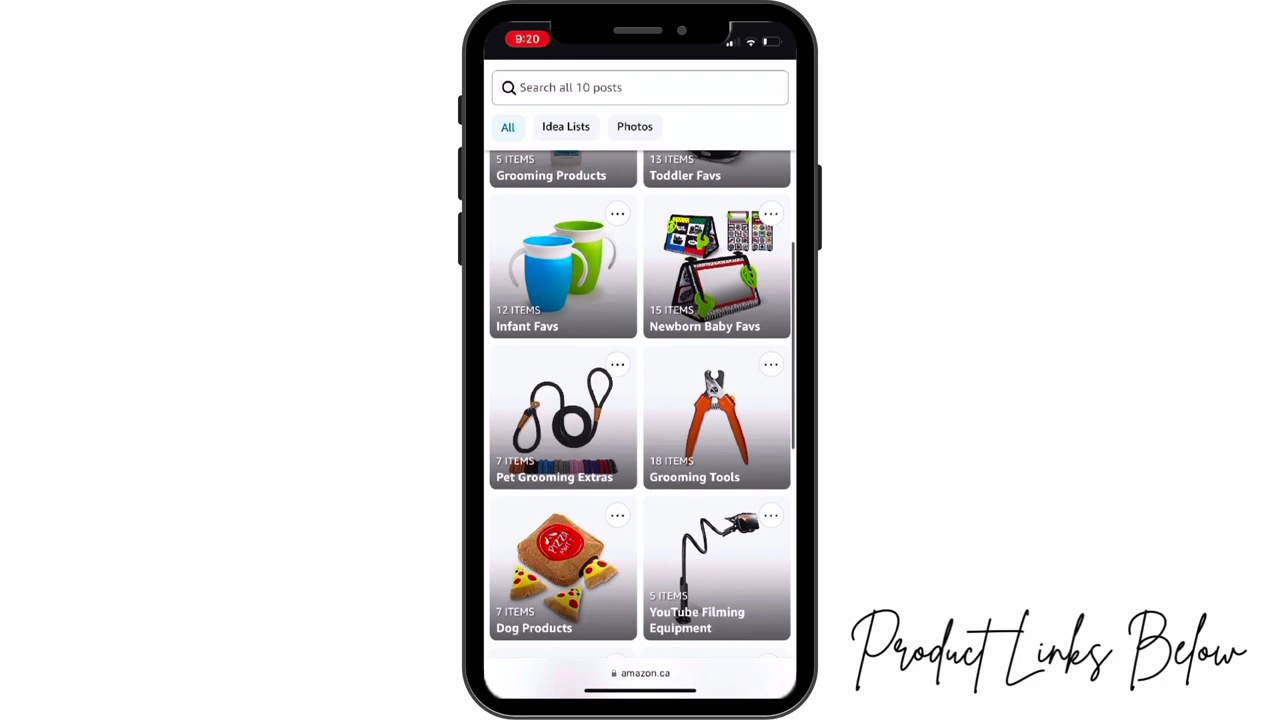 9:20
Search all 10 posts
All
Idea Lists
Photos
5 ITEMS
Grooming Products
13 ITEMS
Toddler Favs
12 ITEMS
Infant Favs
15 ITEMS
Newborn Baby Favs
7 ITEMS
Pet Grooming Extras
18 ITEMS
Grooming Tools
7 ITEMS
Dog Products
5 ITEMS
YouTube Filming
Equipment
amazon.ca
Product Links Below